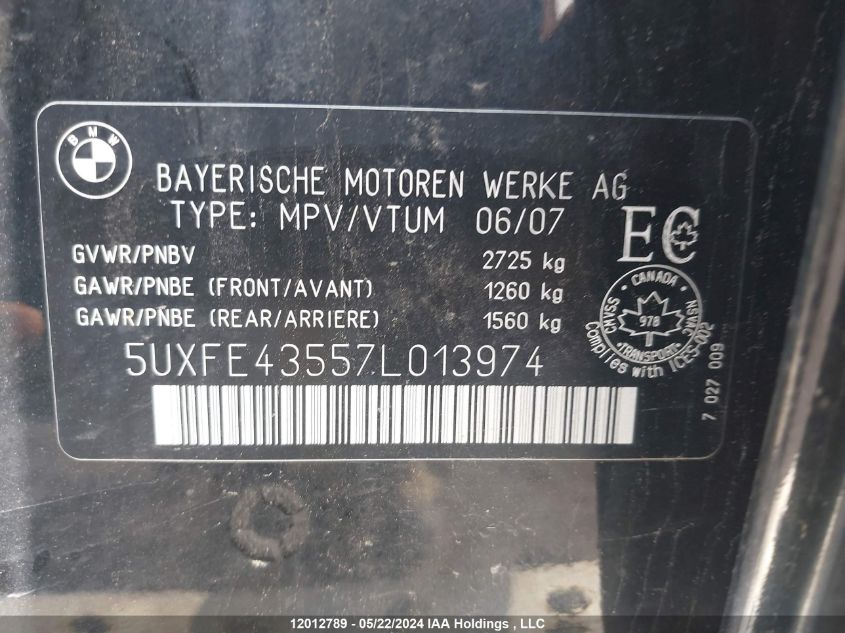 BMW
BAYERISCHE MOTOREN WERKE AG
TYPE: MPV/VTUM 06/07
EC
GVWR/PNBV 2725 kg
GAWR/PNBE (FRONT/AVANT) 1260 kg
GAWR/PNBE (REAR/ARRIERE) 1560 kg
5UXFE43557L013974
CANADA
CMVSS NSVAC
978
TRANSPORT
Complies with ICES-002
7 027 009
12012789 - 05/22/2024 IAA Holdings , LLC